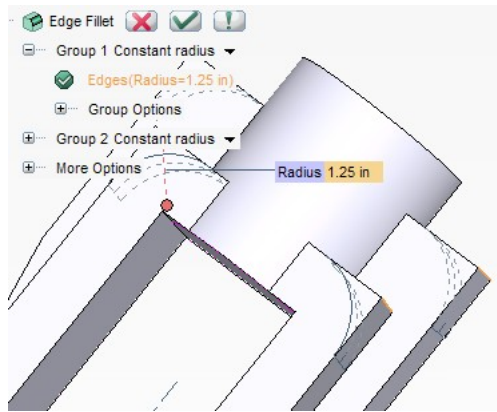 Edge Fillet
Group 1 Constant radius
Edges(Radius=1.25 in)
Group Options
Group 2 Constant radius
More Options
Radius 1.25 in